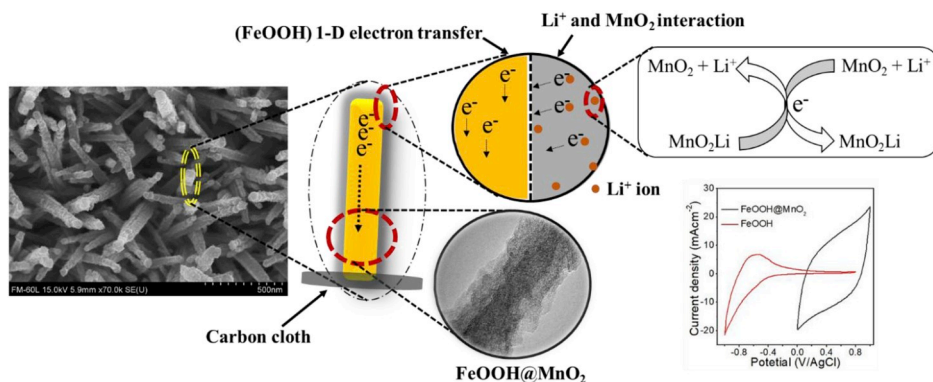 (FeOOH) 1-D electron transfer
Li⁺ and MnO₂ interaction
e⁻
e⁻
e⁻
e⁻
e⁻
e⁻
e⁻
e⁻
e⁻
e⁻
Li⁺ ion
MnO₂ + Li⁺
MnO₂ + Li⁺
e⁻
MnO₂Li
MnO₂Li
FM-60L 15.0kV 5.9mm x70.0k SE(U)
500nm
Carbon cloth
FeOOH@MnO₂
Current density (mAcm⁻²)
30
20
10
0
-10
-20
FeOOH@MnO₂
FeOOH
-0.8
-0.4
0.0
0.4
0.8
Potetial (V/AgCl)